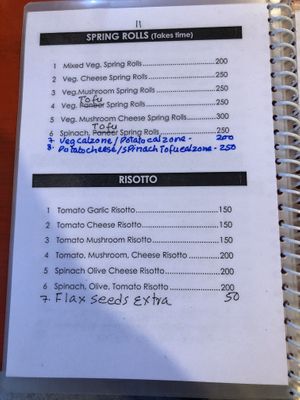 11
SPRING ROLLS (Takes time)
1 Mixed Veg. Spring Rolls 200
2 Veg. Cheese Spring Rolls 250
3 Veg.Mushroom Spring Rolls 250
Tofu
4 Veg. Paneer Spring Rolls 250
5 Veg. Mushroom Cheese Spring Rolls 300
Tofu
6 Spinach, Paneer Spring Rolls 250
7. Veg calzone / Potato calzone - 200
8. Potato cheese / Spinach Tofu calzone - 250
RISOTTO
1 Tomato Garlic Risotto 150
2 Tomato Cheese Risotto 150
3 Tomato Mushroom Risotto 150
4 Tomato, Mushroom, Cheese Risotto 200
5 Spinach Olive Cheese Risotto 200
6 Spinach, Olive, Tomato Risotto 200
7. Flax seeds Extra 50